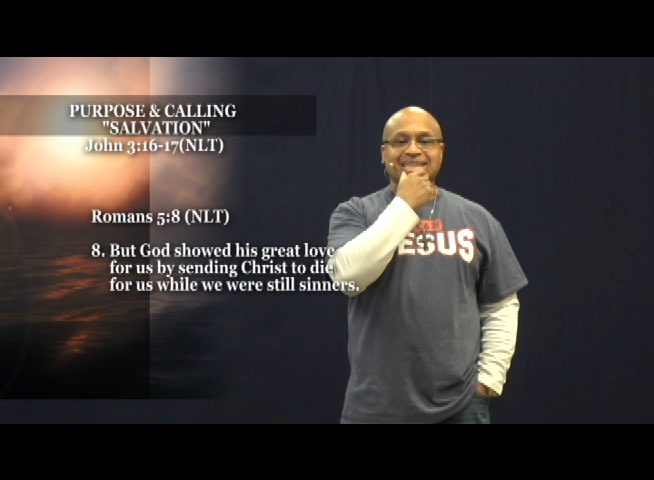 PURPOSE & CALLING
"SALVATION"
John 3:16-17(NLT)
Romans 5:8 (NLT)
8. But God showed his great love
for us by sending Christ to die
for us while we were still sinners.
JESUS